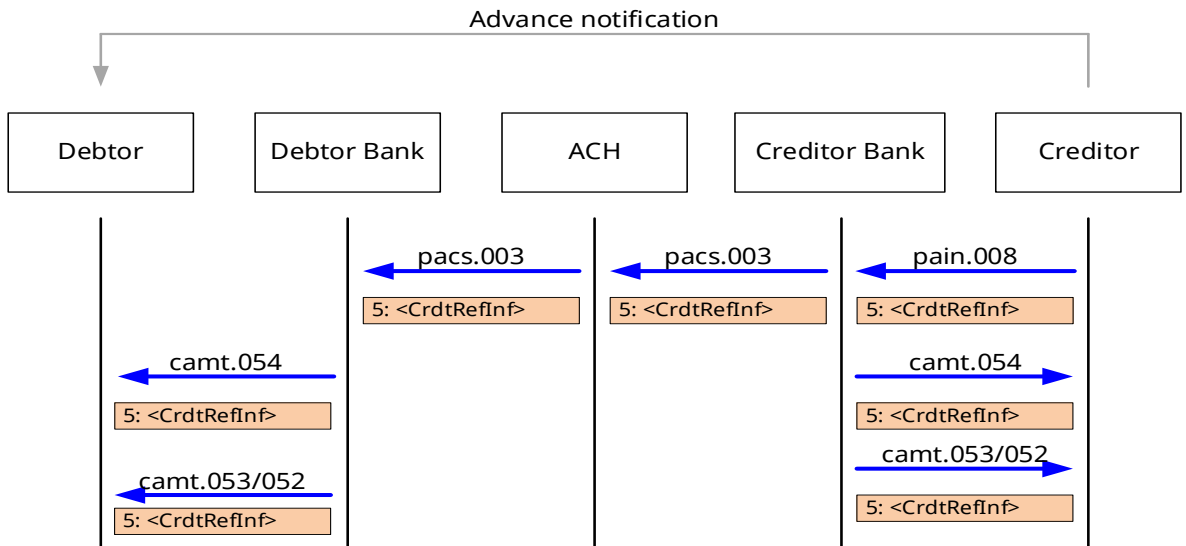 Advance notification
Debtor
Debtor Bank
ACH
Creditor Bank
Creditor
pacs.003
pacs.003
pain.008
5: <CrdtRefInf>
5: <CrdtRefInf>
5: <CrdtRefInf>
camt.054
camt.054
5: <CrdtRefInf>
5: <CrdtRefInf>
camt.053/052
camt.053/052
5: <CrdtRefInf>
5: <CrdtRefInf>